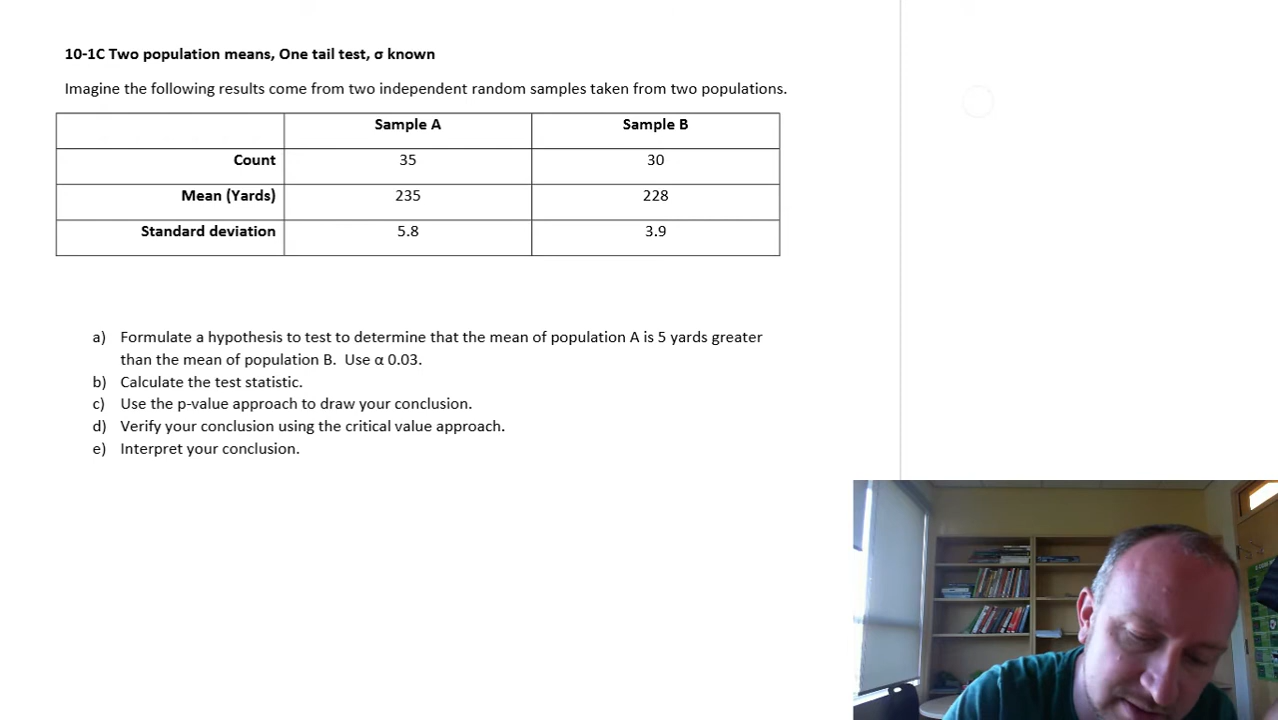 10-1C Two population means, One tail test, σ known
Imagine the following results come from two independent random samples taken from two populations.
Sample A Sample B
Count 35 30
Mean (Yards) 235 228
Standard deviation 5.8 3.9
a) Formulate a hypothesis to test to determine that the mean of population A is 5 yards greater
than the mean of population B. Use α 0.03.
b) Calculate the test statistic.
c) Use the p-value approach to draw your conclusion.
d) Verify your conclusion using the critical value approach.
e) Interpret your conclusion.